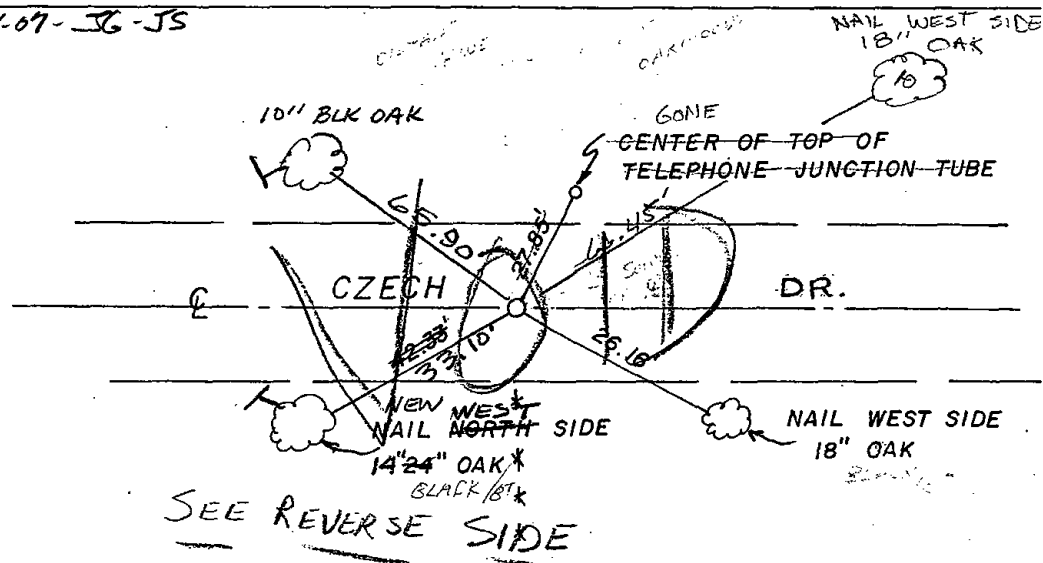 -07-JG-JS
NAIL WEST SIDE
18" OAK
10
10" BLK OAK
GONE
CENTER OF TOP OF
TELEPHONE JUNCTION TUBE
65.90'
27.85'
VOID
℄ CZECH DR.
42.33'
33.10'
26.16
NEW WEST*
NAIL NORTH SIDE
14"24" OAK*
BLACK/BT*
NAIL WEST SIDE
18" OAK
SEE REVERSE SIDE